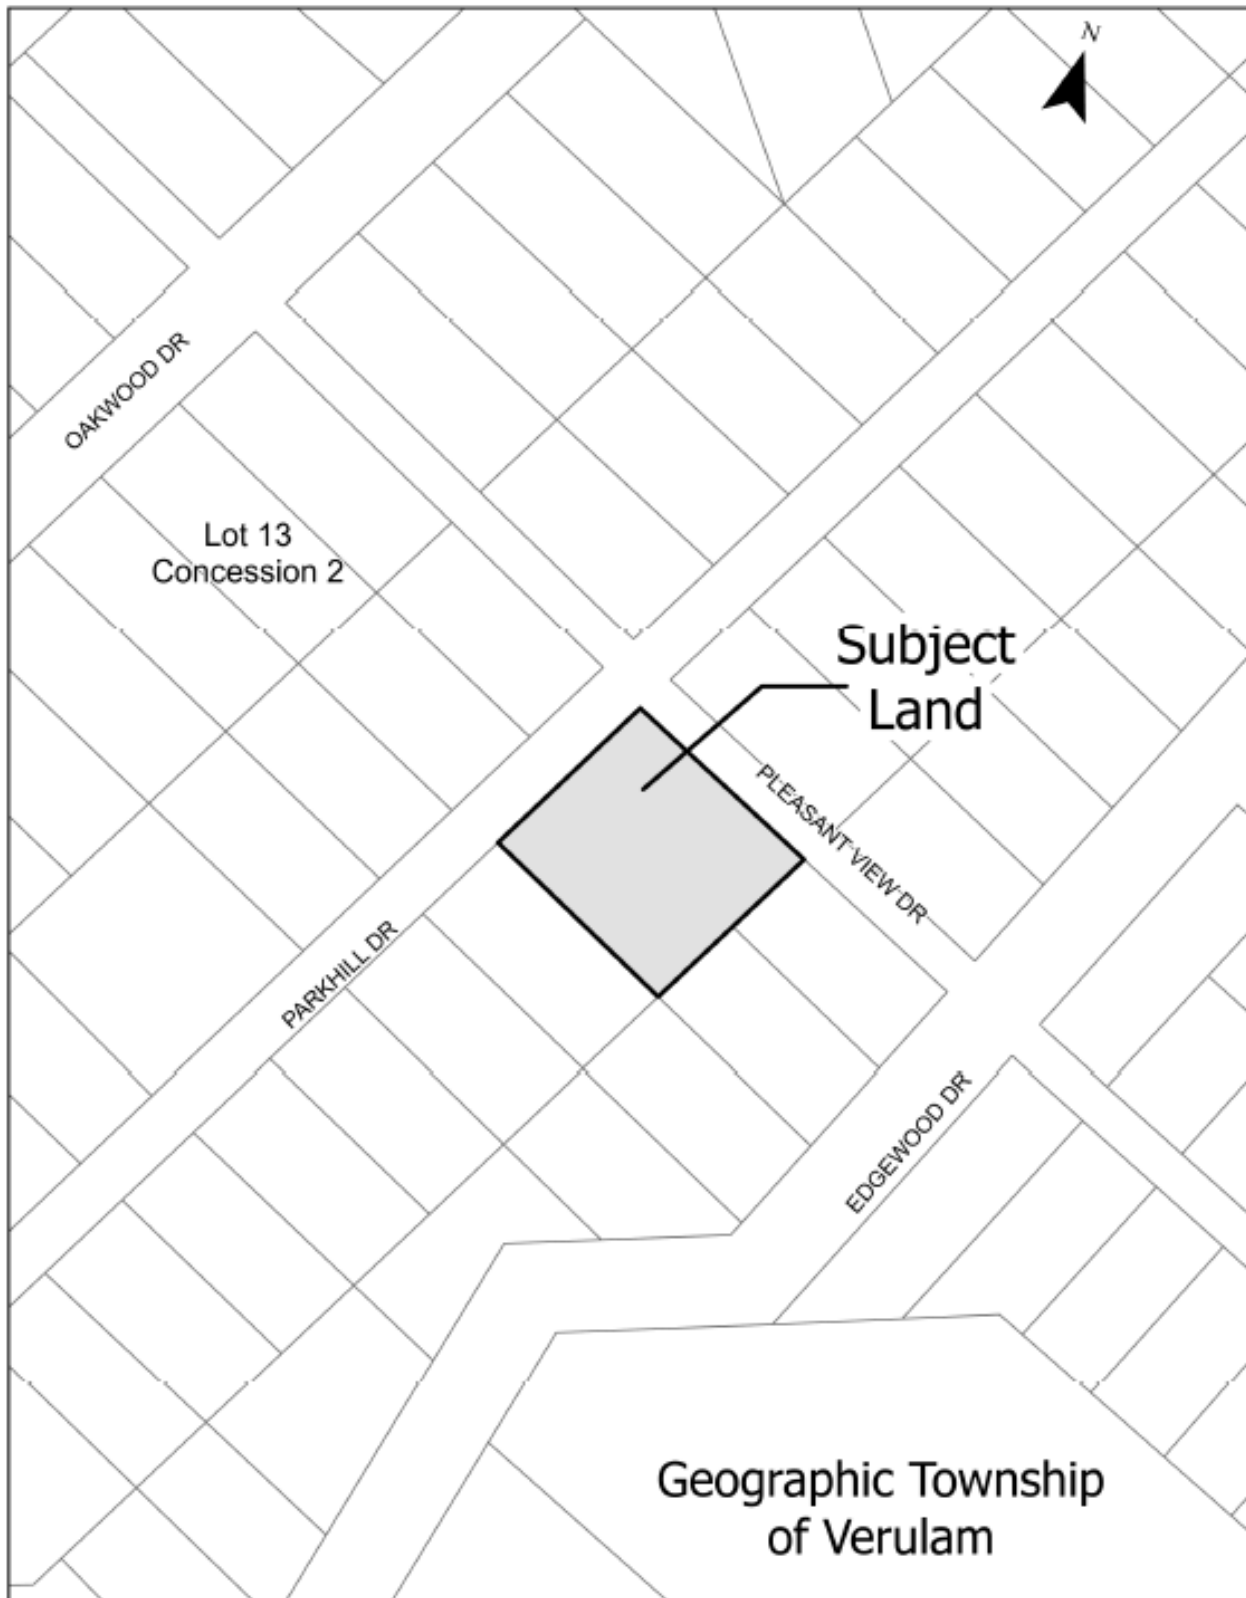 N
OAKWOOD DR
Lot 13
Concession 2
Subject
Land
PLEASANT VIEW DR
PARKHILL DR
EDGEWOOD DR
Geographic Township
of Verulam